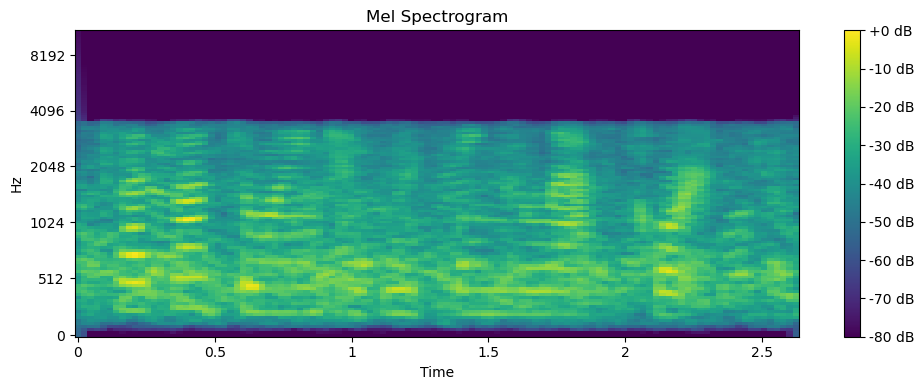 Mel Spectrogram
Hz
8192
4096
2048
1024
512
0
0
0.5
1
1.5
2
2.5
Time
+0 dB
-10 dB
-20 dB
-30 dB
-40 dB
-50 dB
-60 dB
-70 dB
-80 dB